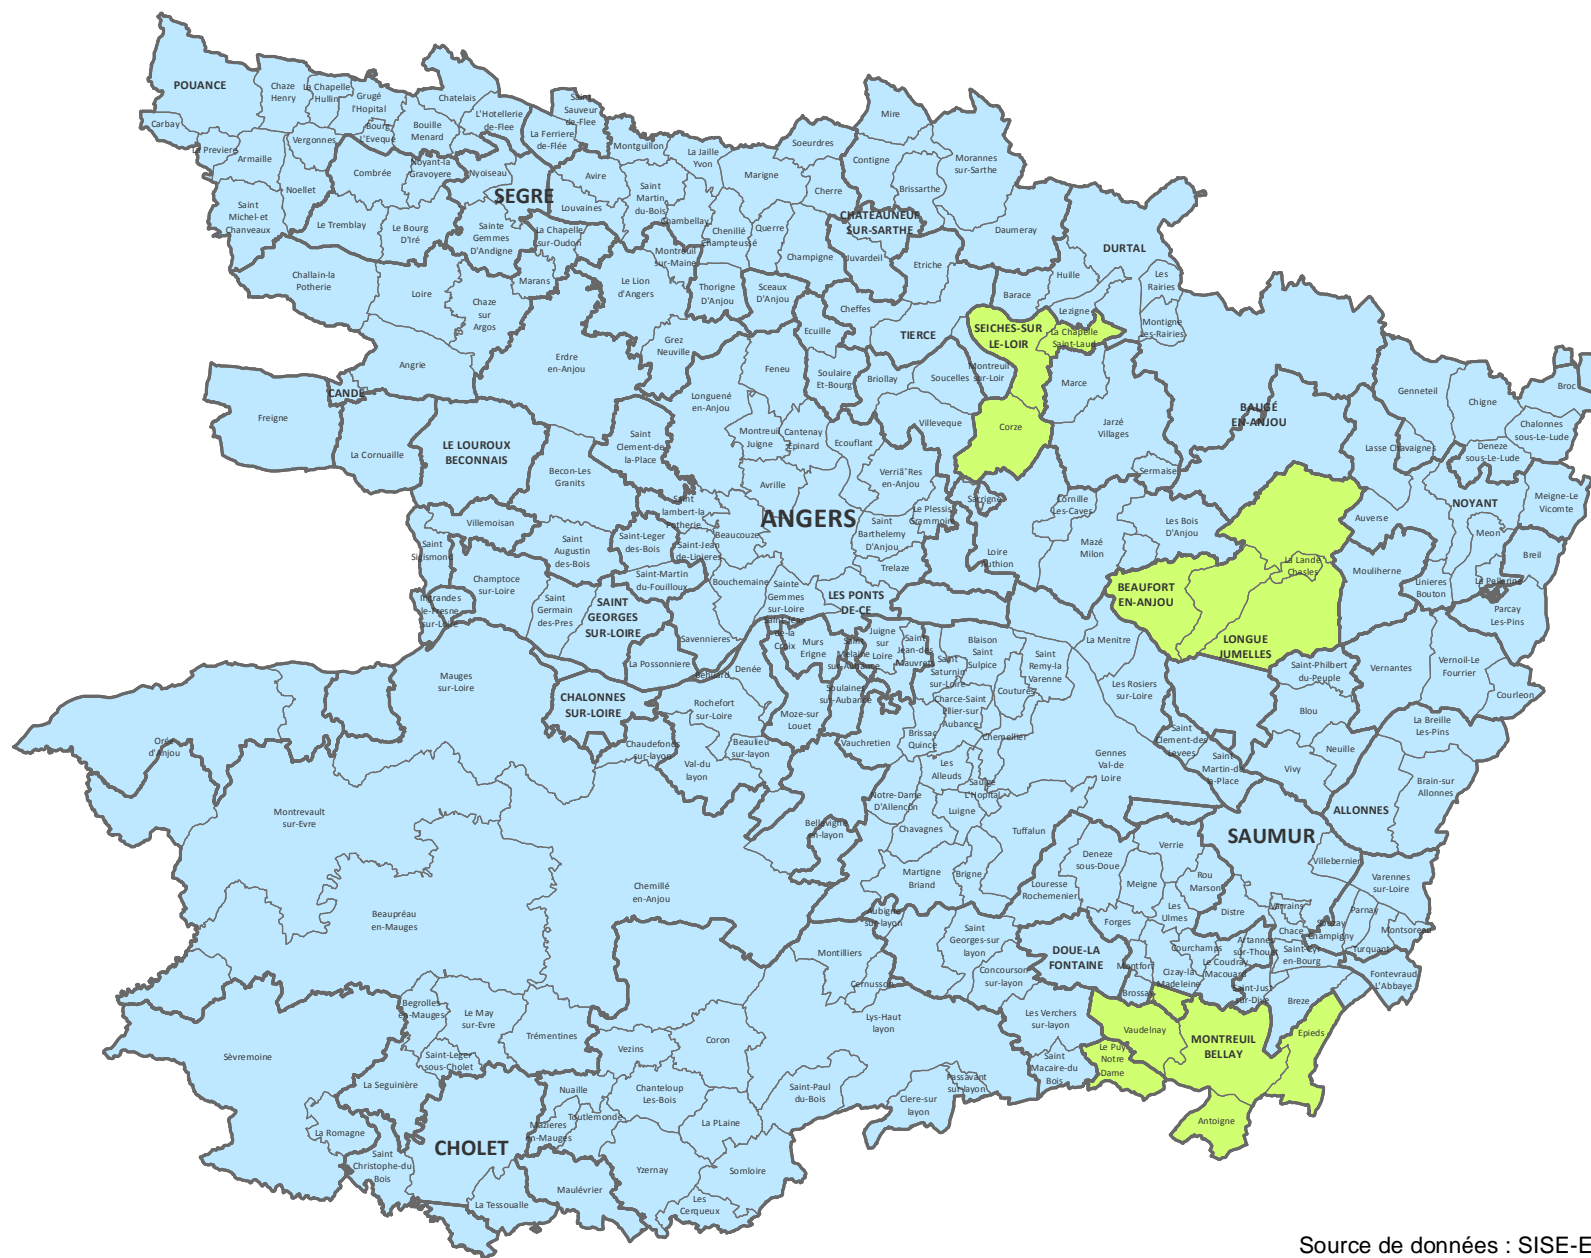 POUANCE
Chaze
Henry
La Chapelle
Hullin
Grugé
l'Hopital
Chatelais
L'Hotellerie
de-Flee
Saint
Sauveur
de-Flee
Carbay
Bourg
L'Eveque
Bouille
Menard
La Ferriere
de-Flée
Vergonnes
Armaille
Montguillon
La Jaille
Yvon
Soeurdres
Mire
Contigne
Morannes
sur-Sarthe
Combrée
Noyant-la
Gravoyere
Nyoiseau
Avire
Marigne
Cherre
Brissarthe
Noellet
SEGRE
Louvaines
Saint
Martin
du-Bois
Chambellay
Saint
Michel-et
Chanveaux
Le Tremblay
Le Bourg
D'Iré
Sainte
Gemmes
D'Andigne
La Chapelle
sur-Oudon
Chenillé
Champteussé
Querre
CHATEAUNEUF
SUR-SARTHE
Daumeray
Montreuil
sur-Maine
Champigne
Juvardeil
Etriche
DURTAL
Challain-la
Potherie
Loire
Marans
Chaze
sur
Argos
Le Lion
d'Angers
Thorigne
D'Anjou
Sceaux
D'Anjou
Huille
Les
Rairies
Barace
Lezigne
Cheffes
Montigne
Les-Rairies
Ecuille
TIERCE
SEICHES-SUR
LE-LOIR
La Chapelle
Saint-Laud
Grez
Neuville
Erdre
en-Anjou
Angrie
Feneu
Soulaire
Et-Bourg
Briollay
Soucelles
Montreuil
sur-Loir
Marce
CANDE
Freigne
Longuené
en-Anjou
Genneteil
Broc
Chigne
BAUGÉ
EN-ANJOU
Chalonnes
sous-Le-Lude
Villeveque
Corze
Jarzé
Villages
Montreuil
Juigne
Cantenay
Epinard
Ecouflant
Saint
Clement-de
la-Place
LE LOUROUX
BECONNAIS
La Cornuaille
Lasse
Chavaignes
Deneze
sous-Le-Lude
Becon-Les
Granits
Avrille
Verriã¨Res
en-Anjou
Sermaise
Sarrigne
Cornille
Les-Caves
NOYANT
Meigne-Le
Vicomte
Saint
lambert-la
Potherie
ANGERS
Le Plessis
Grammoire
Auverse
Villemoisan
Beaucouze
Saint
Barthelemy
D'Anjou
Les Bois
D'Anjou
Meon
Saint
Sigismond
Saint
Augustin
des-Bois
Saint-Leger
des-Bois
Saint-Jean
de-Linieres
Mazé
Milon
Loire
Authion
Breil
Trelaze
La Lande
Chasles
Mouliherne
Champtoce
sur-Loire
Saint-Martin
du-Fouilloux
Bouchemaine
Sainte
Gemmes
sur-Loire
LES PONTS
DE-CE
BEAUFORT
EN-ANJOU
Linieres
Bouton
La Pellerine
Ingrandes
le-Fresne
sur-Loire
Saint
Germain
des-Pres
SAINT
GEORGES
SUR-LOIRE
Parcay
Les-Pins
Saint-Jean
de-la
Croix
Murs
Erigne
Saint
Melaine
sur-Aubance
Juigne
sur
Loire
Saint
Jean-des
Mauvrets
Blaison
Saint
Sulpice
Saint
Remy-la
Varenne
La Menitre
LONGUE
JUMELLES
Savennieres
La Possonniere
Denée
Behuard
Saint
Saturnin
sur-Loire
Saint-Philbert
du-Peuple
Vernantes
Vernoil-Le
Fourrier
Mauges
sur-Loire
Courleon
CHALONNES
SUR-LOIRE
Rochefort
sur-Loire
Soulaines
sur-Aubance
Coutures
Les Rosiers
sur-Loire
Charce-Saint
Ellier-sur
Aubance
Moze-sur
Louet
Blou
La Breille
Les-Pins
Orée
d'Anjou
Chaudefonds
sur-layon
Beaulieu
sur-layon
Vauchretien
Brissac
Quince
Chemellier
Saint
Clement-des
Levees
Neuille
Val-du
layon
Les
Alleuds
Gennes
Val-de
Loire
Saint
Martin-de
la-Place
Vivy
Brain-sur
Allonnes
Saulge
L'Hopital
Notre-Dame
D'Allençon
Montrevault
sur-Evre
Luigne
ALLONNES
Bellevigne
en-layon
Chavagnes
Tuffalun
SAUMUR
Verrie
Deneze
sous-Doue
Villebernier
Martigne
Briand
Brigne
Louresse
Rochemenier
Meigne
Rou
Marson
Varennes
sur-Loire
Chemillé
en-Anjou
Beaupréau
en-Mauges
Aubigne
sur-layon
Les
Ulmes
Distre
Varrains
Parnay
Forges
Chace
Souzay
Champigny
Montsoreau
Saint
Georges-sur
layon
DOUE-LA
FONTAINE
Courchamps
Artannes
sur-Thouet
Turquant
Montilliers
Montfort
Le Coudray
Macouard
Saint-Cyr
en-Bourg
Concourson
sur-layon
Cizay-la
Madeleine
Fontevraud
L'Abbaye
Cernusson
Brossay
Saint-Just
sur-Dive
Breze
Begrolles
en-Mauges
Le May
sur-Evre
Trémentines
Lys-Haut
layon
Les Verchers
sur-layon
Vaudelnay
Epieds
Coron
Vezins
Le Puy
Notre
Dame
MONTREUIL
BELLAY
Sèvremoine
Saint-Leger
sous-Cholet
Saint
Macaire-du
Bois
La Seguinière
Nuaille
Chanteloup
Les-Bois
Saint-Paul
du-Bois
Passavant
sur-layon
Clere-sur
layon
Toutlemonde
Mazieres
en-Mauges
La PLaine
Antoigne
La Romagne
CHOLET
Saint
Christophe-du
Bois
Yzernay
Somloire
Maulévrier
La Tessoualle
Les
Cerqueux
Source de données : SISE-E